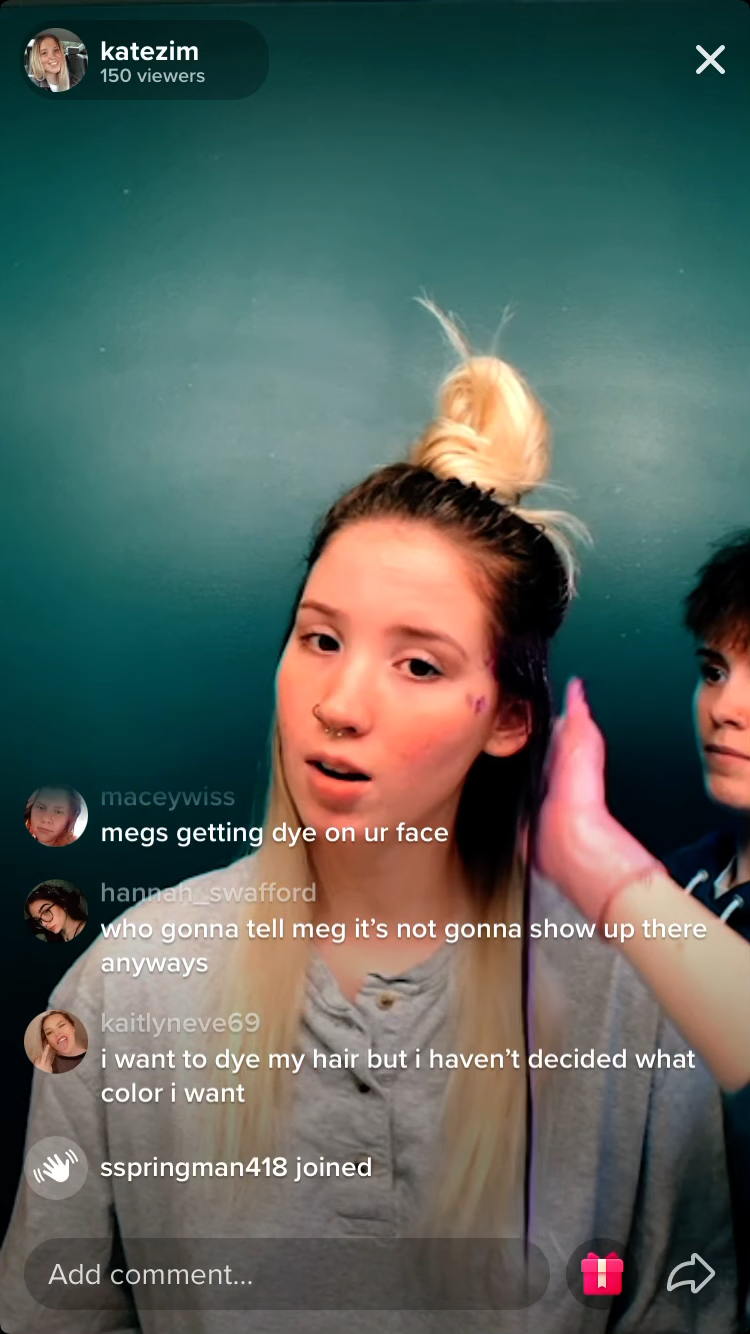 katezim
150 viewers
maceywiss
megs getting dye on ur face
hannah_swafford
who gonna tell meg it’s not gonna show up there
anyways
kaitlyneve69
i want to dye my hair but i haven’t decided what
color i want
sspringman418 joined
Add comment...